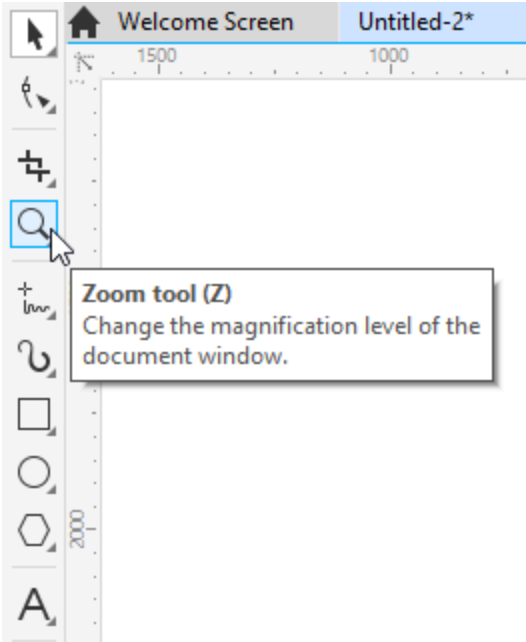 Welcome Screen Untitled-2*
1500 1000
Zoom tool (Z)
Change the magnification level of the
document window.
2000
A